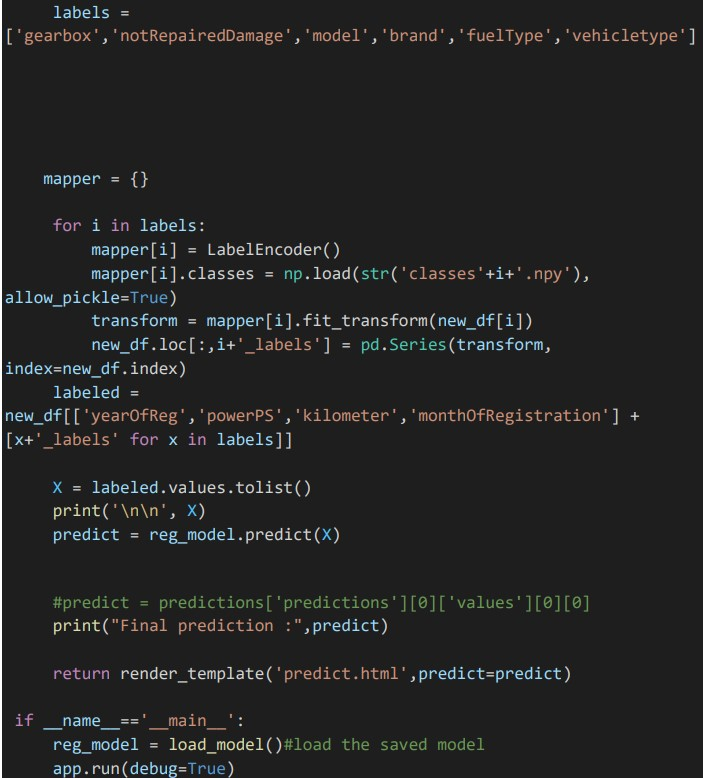 labels =
['gearbox','notRepairedDamage','model','brand','fuelType','vehicletype']
mapper = {}
for i in labels:
mapper[i] = LabelEncoder()
mapper[i].classes = np.load(str('classes'+i+'.npy'),
allow_pickle=True)
transform = mapper[i].fit_transform(new_df[i])
new_df.loc[:,i+'_labels'] = pd.Series(transform,
index=new_df.index)
labeled =
new_df[['yearOfReg','powerPS','kilometer','monthOfRegistration'] +
[x+'_labels' for x in labels]]
X = labeled.values.tolist()
print('\n\n', X)
predict = reg_model.predict(X)
#predict = predictions['predictions'][0]['values'][0][0]
print("Final prediction :",predict)
return render_template('predict.html',predict=predict)
if __name__=='__main__':
reg_model = load_model()#load the saved model
app.run(debug=True)